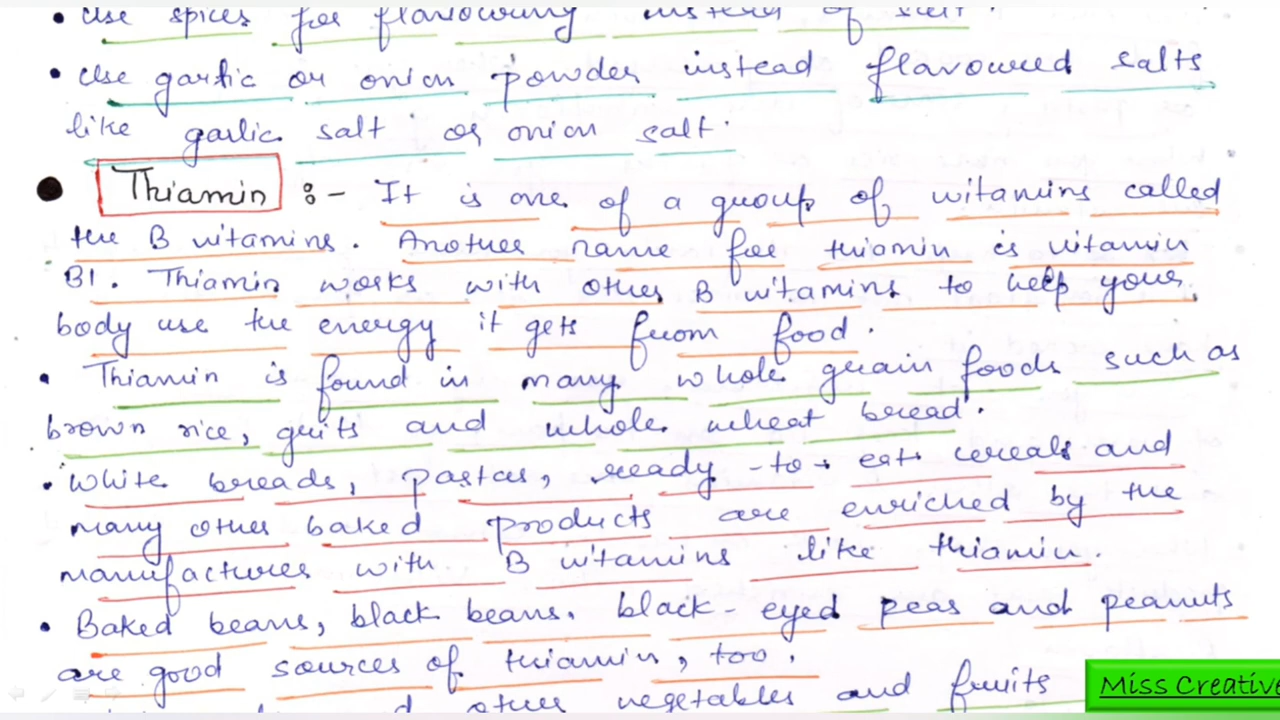 • Use spices for flavouring instead of salt.
• Use garlic or onion powder instead flavoured salts
like garlic salt or onion salt.
● Thiamin :- It is one of a group of vitamins called
the B vitamins. Another name for thiamin is vitamin
B1. Thiamin works with other B vitamins to help your
body use the energy it gets from food.
• Thiamin is found in many whole grain foods such as
brown rice, grits and whole wheat bread.
• White breads, pastas, ready-to-eat cereals and
many other baked products are enriched by the
manufactures with B vitamins like thiamin.
• Baked beans, black beans, black-eyed peas and peanuts
are good sources of thiamin, too.
other vegetables and fruits
Miss Creative